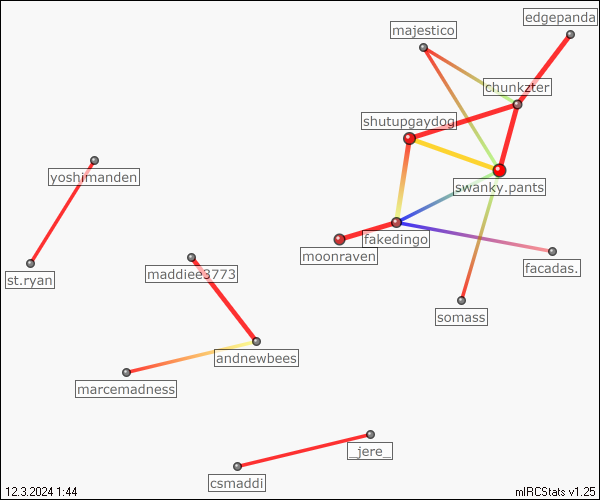 edgepanda
majestico
chunkzter
shutupgaydog
yoshimanden
swanky.pants
fakedingo
moonraven
maddiee3773
facadas.
st.ryan
somass
andnewbees
marcemadness
_jere_
csmaddi
12.3.2024 1:44
mIRCStats v1.25